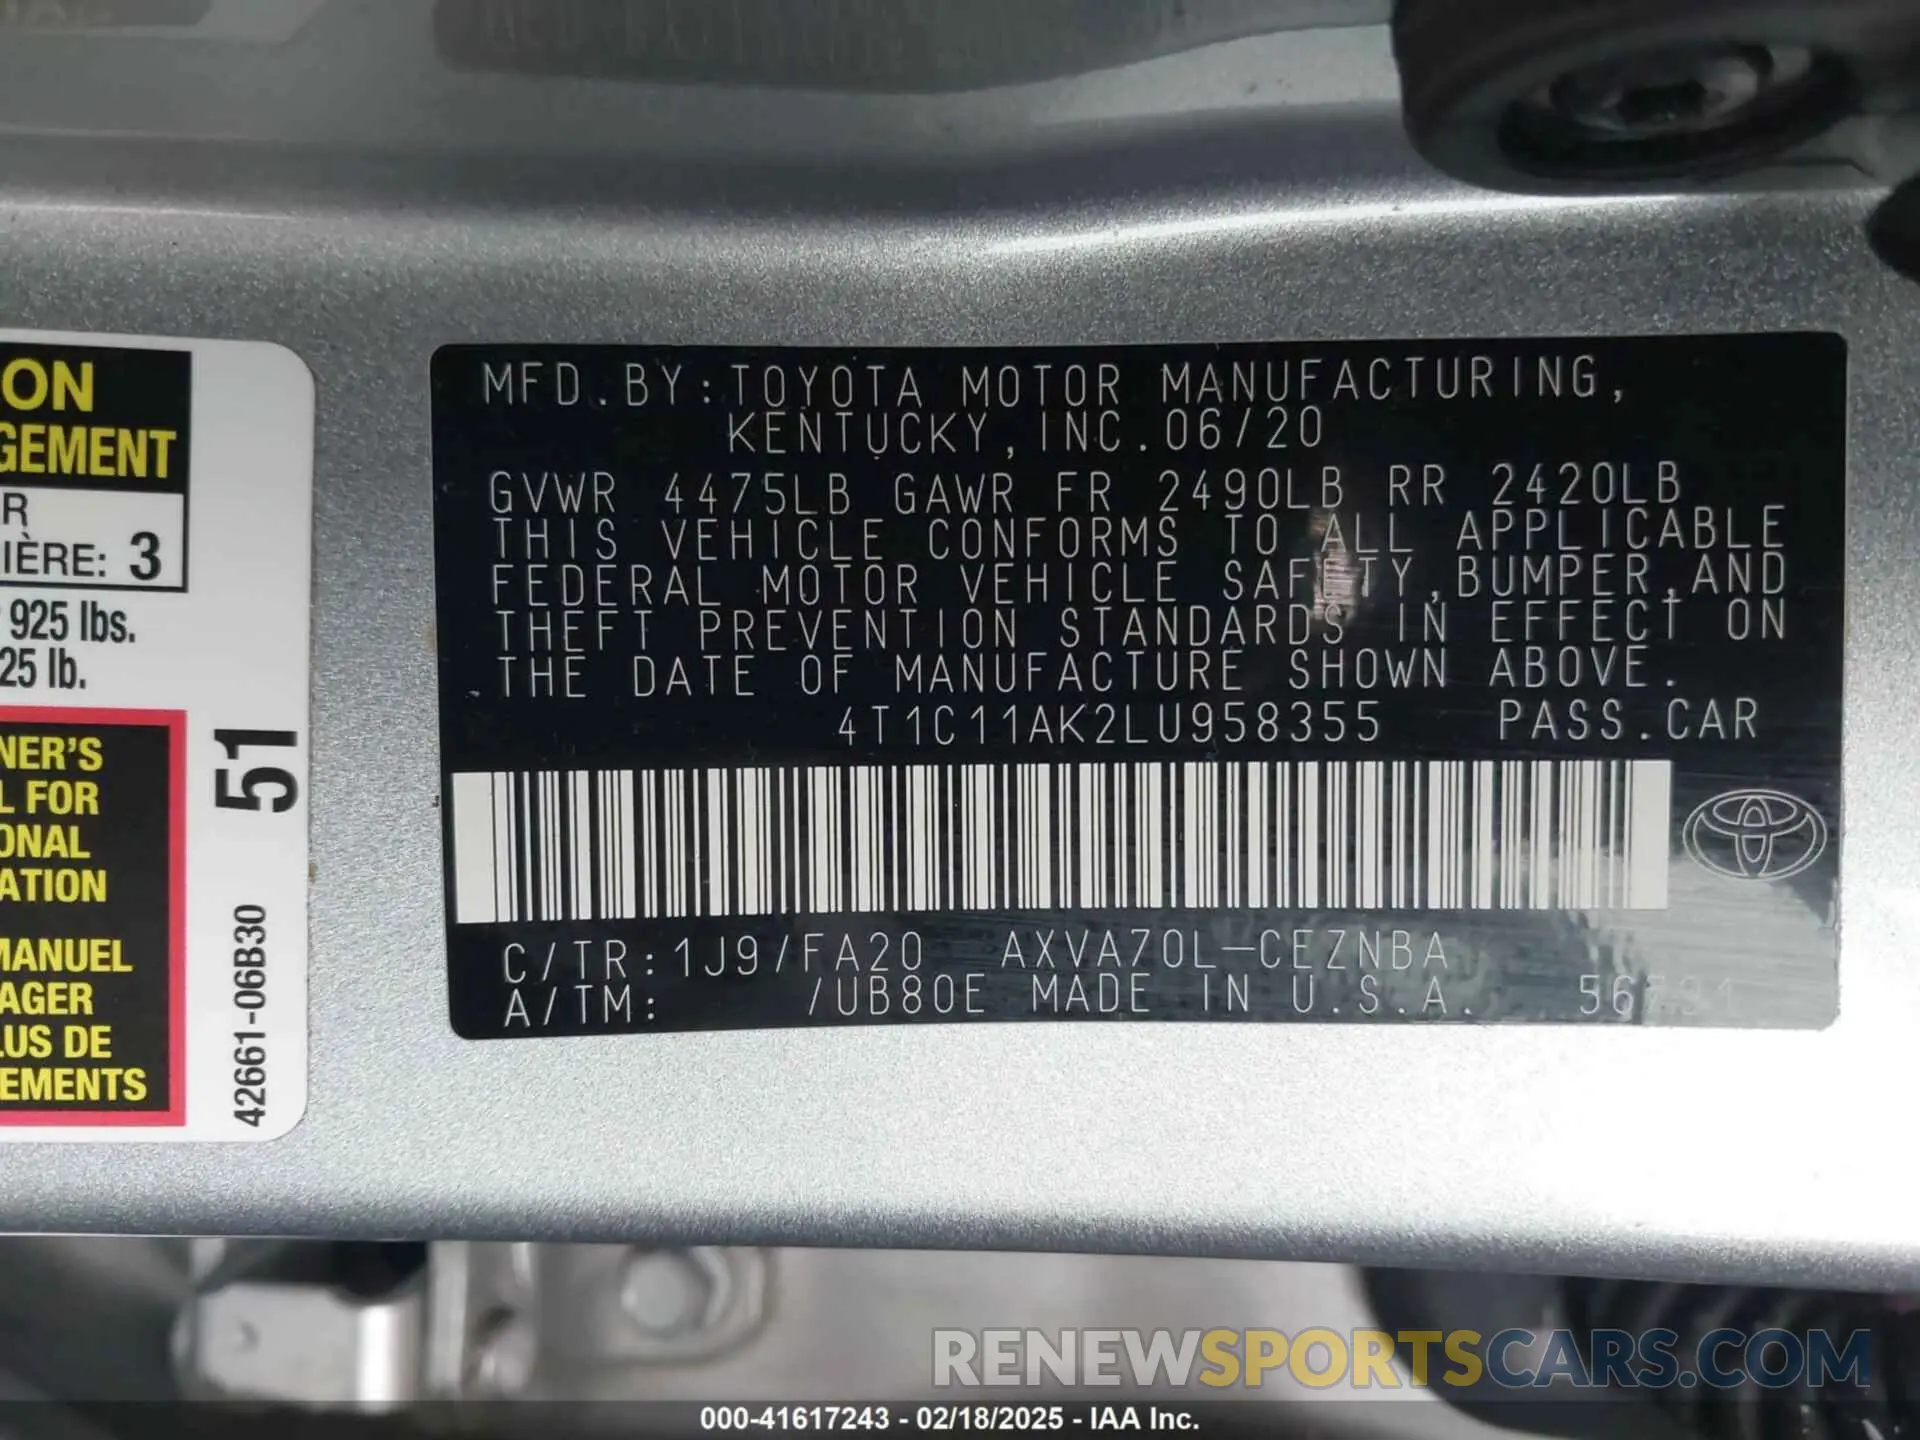 ON
GEMENT
R
IÈRE: 3
925 lbs.
25 lb.
NER'S
L FOR
ONAL
ATION
MANUEL
AGER
LUS DE
EMENTS
51
42661-06B30
MFD.BY:TOYOTA MOTOR MANUFACTURING,
KENTUCKY,INC.06/20
GVWR 4475LB GAWR FR 2490LB RR 2420LB
THIS VEHICLE CONFORMS TO ALL APPLICABLE
FEDERAL MOTOR VEHICLE SAFETY,BUMPER,AND
THEFT PREVENTION STANDARDS IN EFFECT ON
THE DATE OF MANUFACTURE SHOWN ABOVE.
4T1C11AK2LU958355 PASS.CAR
C/TR:1J9/FA20 AXVA70L-CEZNBA
A/TM: /UB80E MADE IN U.S.A.
RENEWSPORTSCARS.COM
000-41617243 - 02/18/2025 - IAA Inc.